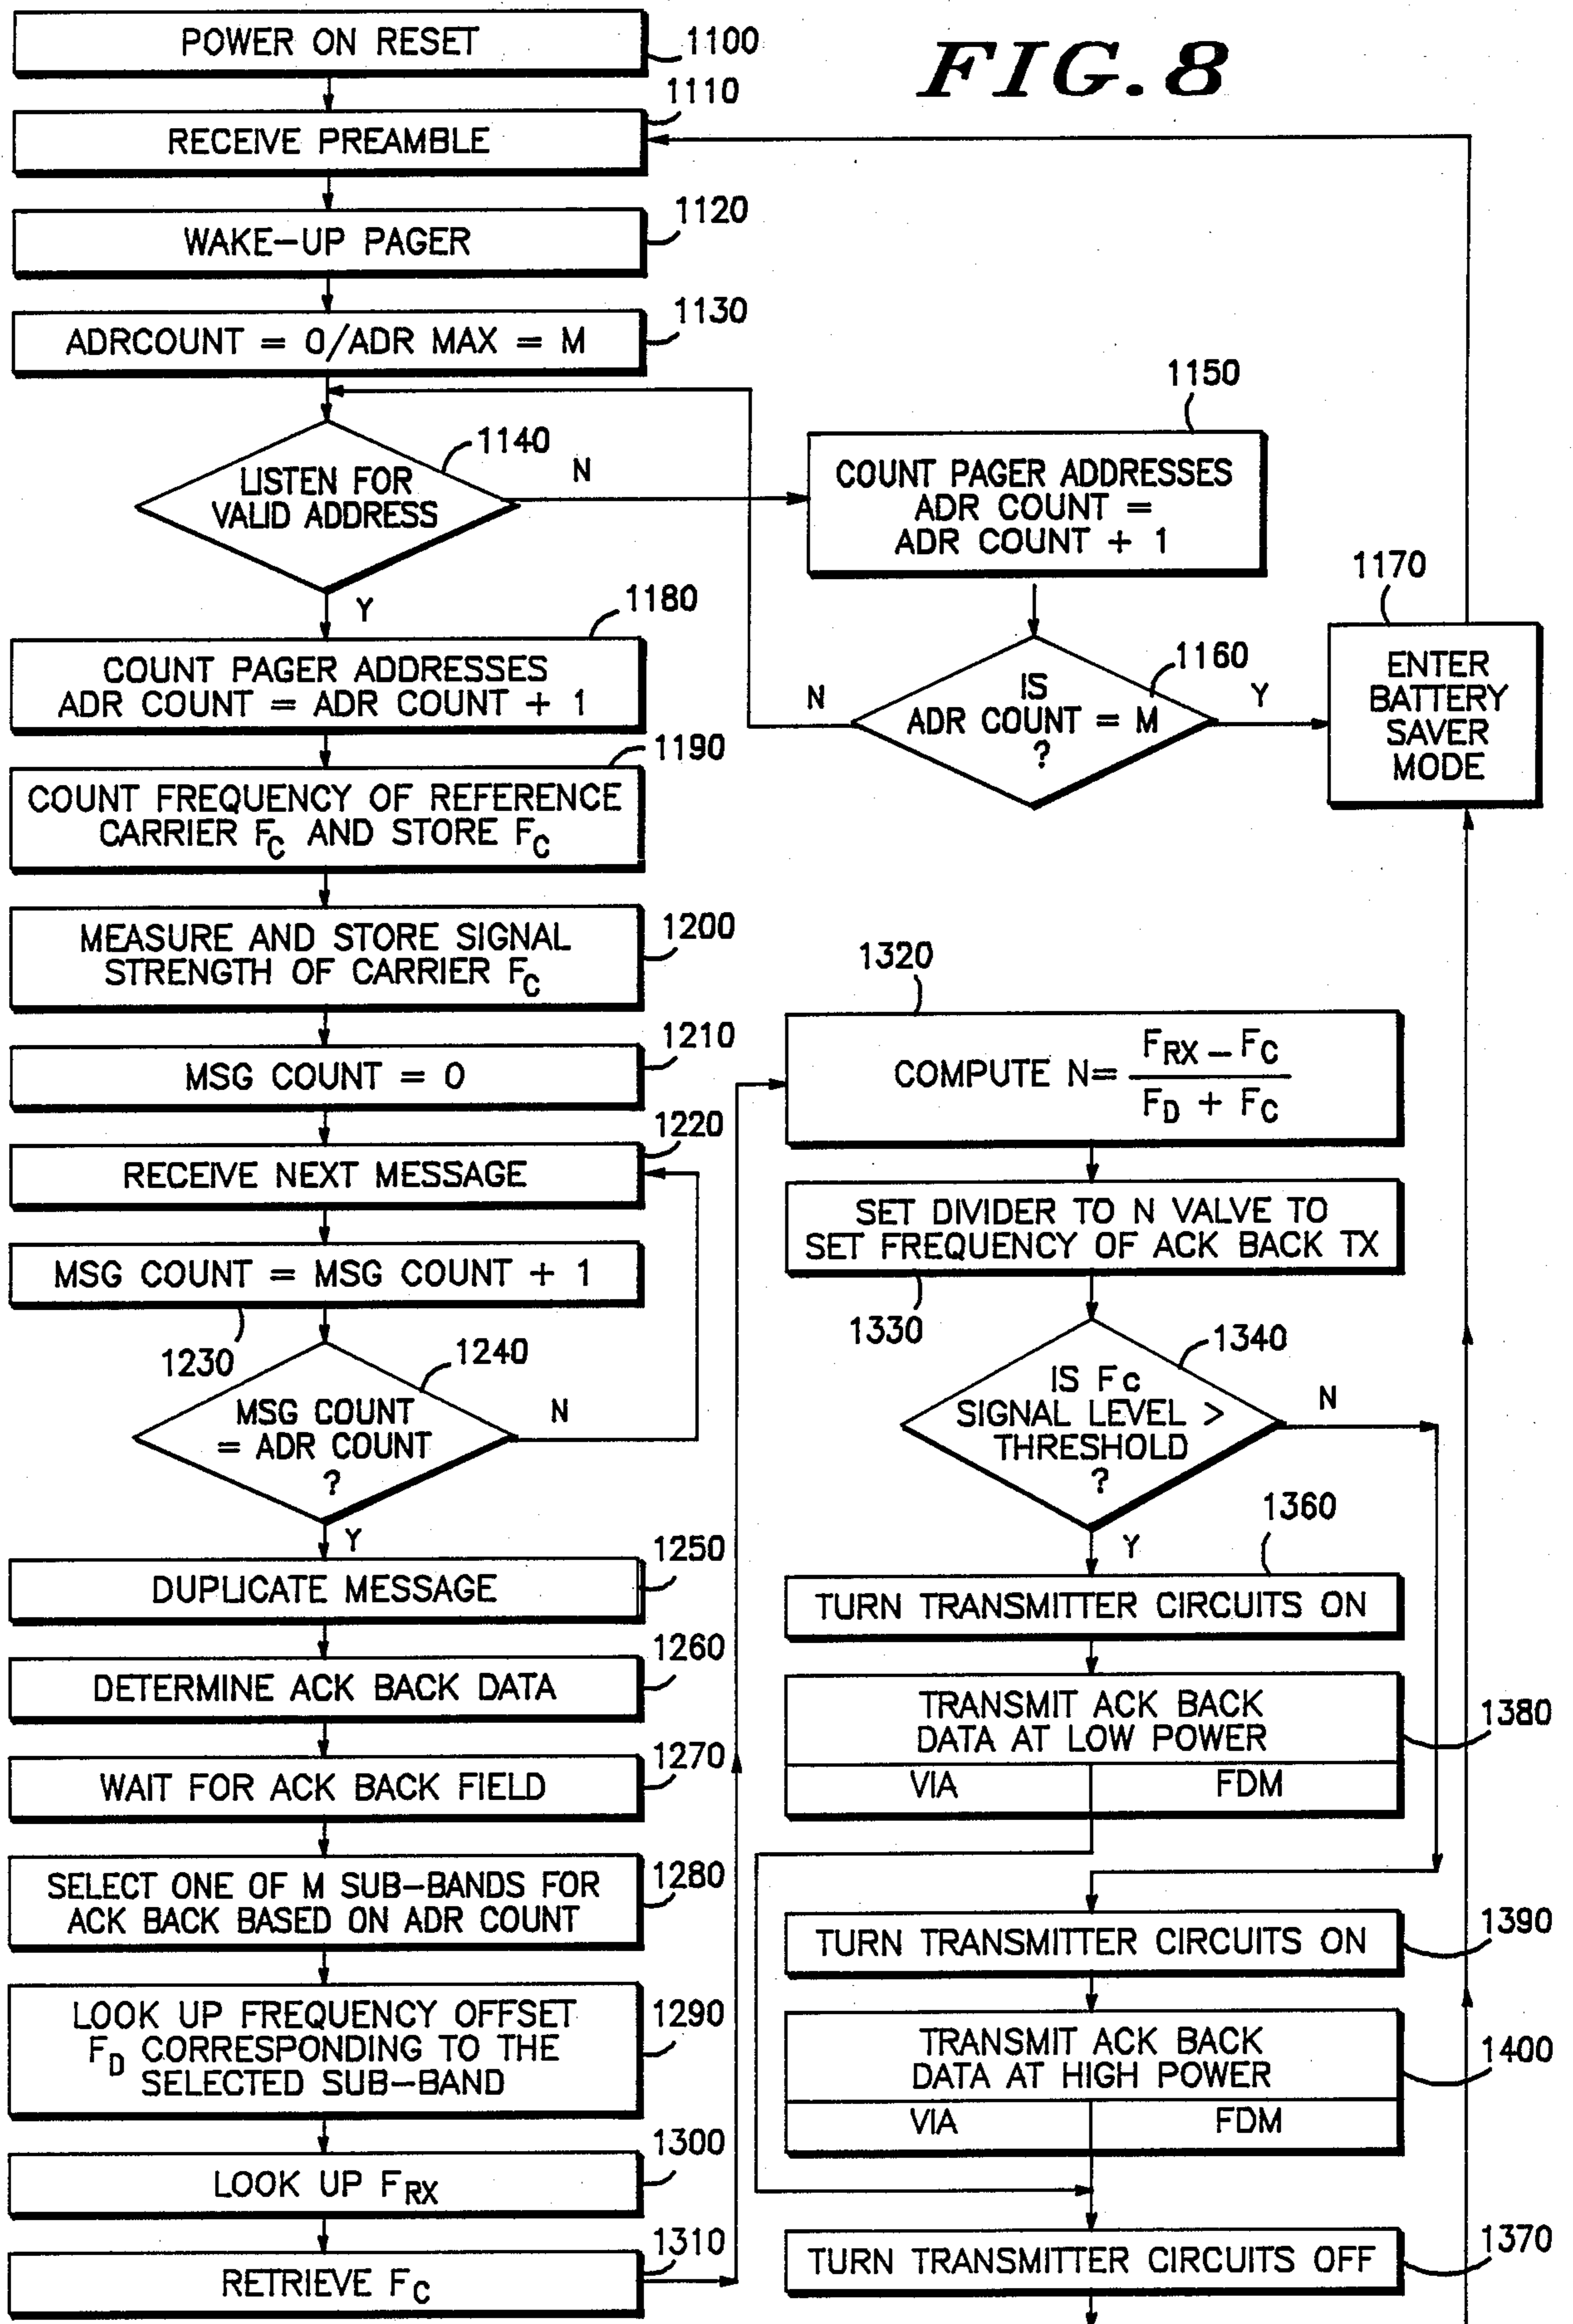 FIG. 8
POWER ON RESET
1100
RECEIVE PREAMBLE
1110
WAKE-UP PAGER
1120
ADRCOUNT = 0/ADR MAX = M
1130
LISTEN FOR
VALID ADDRESS
1140
N
Y
COUNT PAGER ADDRESSES
ADR COUNT =
ADR COUNT + 1
1150
IS
ADR COUNT = M
?
1160
N
Y
ENTER
BATTERY
SAVER
MODE
1170
COUNT PAGER ADDRESSES
ADR COUNT = ADR COUNT + 1
1180
COUNT FREQUENCY OF REFERENCE
CARRIER FC AND STORE FC
1190
MEASURE AND STORE SIGNAL
STRENGTH OF CARRIER FC
1200
MSG COUNT = 0
1210
RECEIVE NEXT MESSAGE
1220
MSG COUNT = MSG COUNT + 1
1230
MSG COUNT
= ADR COUNT
?
1240
N
Y
DUPLICATE MESSAGE
1250
DETERMINE ACK BACK DATA
1260
WAIT FOR ACK BACK FIELD
1270
SELECT ONE OF M SUB-BANDS FOR
ACK BACK BASED ON ADR COUNT
1280
LOOK UP FREQUENCY OFFSET
FD CORRESPONDING TO THE
SELECTED SUB-BAND
1290
LOOK UP FRX
1300
RETRIEVE FC
1310
1320
COMPUTE N= FRX - FC
FD + FC
SET DIVIDER TO N VALVE TO
SET FREQUENCY OF ACK BACK TX
1330
IS FC
SIGNAL LEVEL >
THRESHOLD
?
1340
N
Y
TURN TRANSMITTER CIRCUITS ON
1360
TRANSMIT ACK BACK
DATA AT LOW POWER
VIA FDM
1380
TURN TRANSMITTER CIRCUITS ON
1390
TRANSMIT ACK BACK
DATA AT HIGH POWER
VIA FDM
1400
TURN TRANSMITTER CIRCUITS OFF
1370